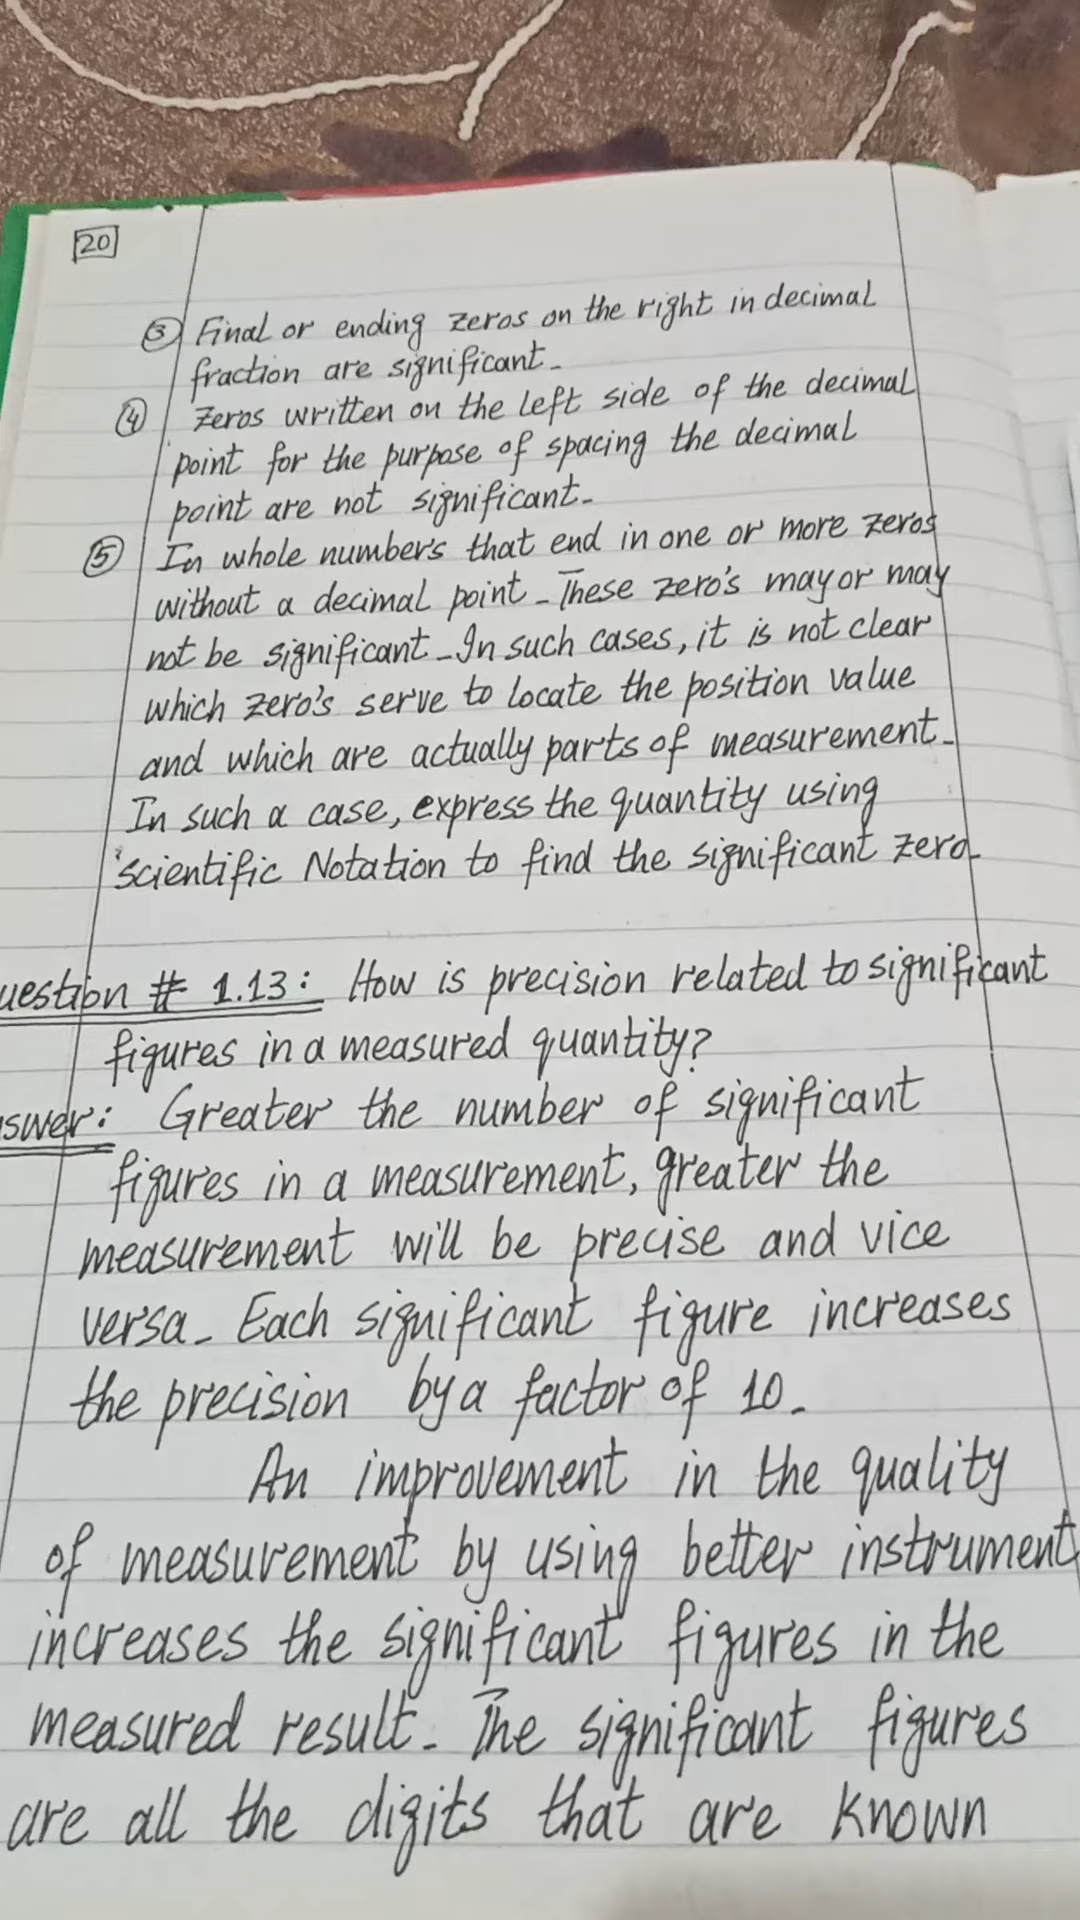 20
③ Final or ending zeros on the right in decimal
fraction are significant.
④ Zeros written on the left side of the decimal
point for the purpose of spacing the decimal
point are not significant.
⑤ In whole numbers that end in one or more zeros
without a decimal point. These zero's may or may
not be significant. In such cases, it is not clear
which zero's serve to locate the position value
and which are actually parts of measurement.
In such a case, express the quantity using
scientific Notation to find the significant zero.
uestion # 1.13: How is precision related to significant
figures in a measured quantity?
swer: Greater the number of significant
figures in a measurement, greater the
measurement will be precise and vice
versa. Each significant figure increases
the precision by a factor of 10.
An improvement in the quality
of measurement by using better instrument
increases the significant figures in the
measured result. The significant figures
are all the digits that are known